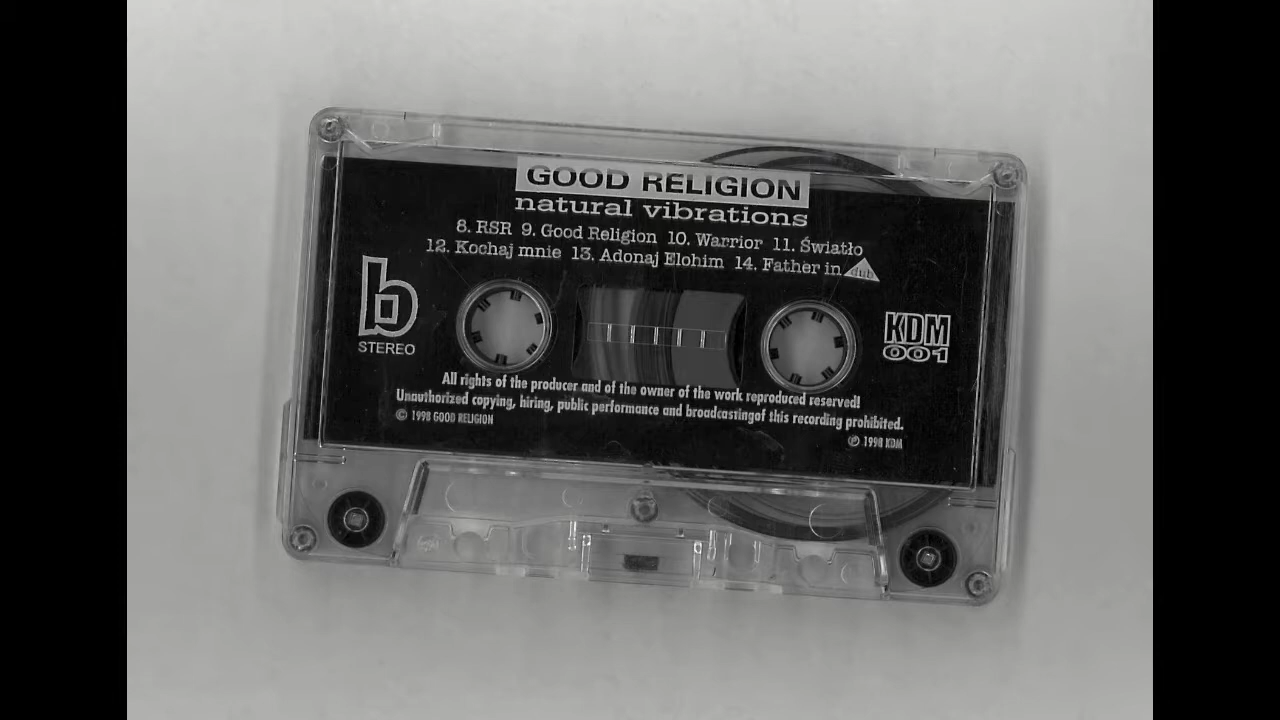 GOOD RELIGION
natural vibrations
8. RSR 9. Good Religion 10. Warrior 11. Światło
12. Kochaj mnie 13. Adonaj Elohim 14. Father in dub
b
STEREO
KDM
001
All rights of the producer and of the owner of the work reproduced reserved!
Unauthorized copying, hiring, public performance and broadcastingof this recording prohibited.
© 1998 GOOD RELIGION
℗ 1998 KDM